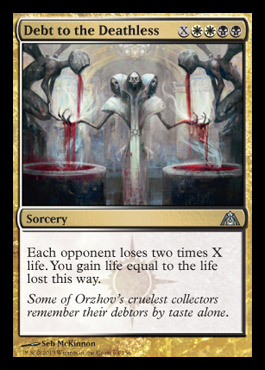 Debt to the Deathless X
Sorcery
Each opponent loses two times X
life. You gain life equal to the life
lost this way.
Some of Orzhov's cruelest collectors
remember their debtors by taste alone.
Seb McKinnon